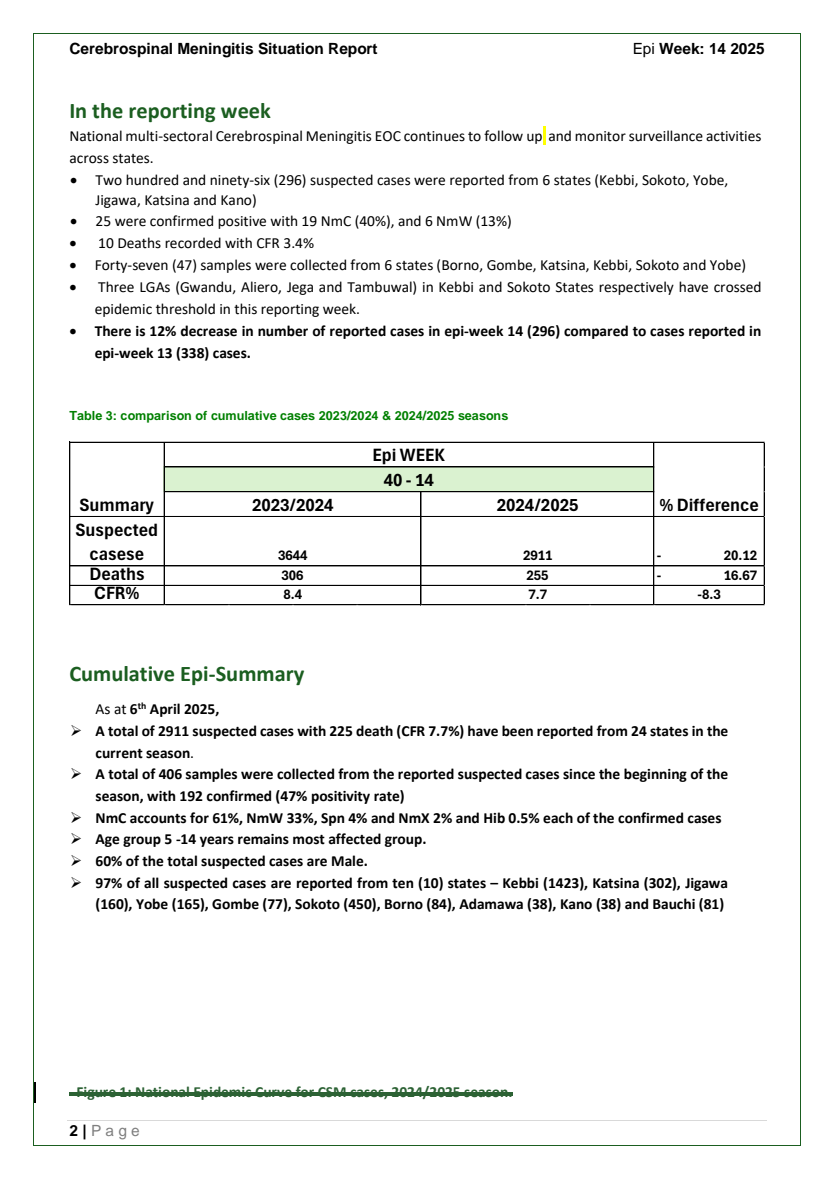 Cerebrospinal Meningitis Situation Report Epi Week: 14 2025
In the reporting week
National multi-sectoral Cerebrospinal Meningitis EOC continues to follow up and monitor surveillance activities
across states.
• Two hundred and ninety-six (296) suspected cases were reported from 6 states (Kebbi, Sokoto, Yobe,
Jigawa, Katsina and Kano)
• 25 were confirmed positive with 19 NmC (40%), and 6 NmW (13%)
• 10 Deaths recorded with CFR 3.4%
• Forty-seven (47) samples were collected from 6 states (Borno, Gombe, Katsina, Kebbi, Sokoto and Yobe)
• Three LGAs (Gwandu, Aliero, Jega and Tambuwal) in Kebbi and Sokoto States respectively have crossed
epidemic threshold in this reporting week.
• There is 12% decrease in number of reported cases in epi-week 14 (296) compared to cases reported in
epi-week 13 (338) cases.
Table 3: comparison of cumulative cases 2023/2024 & 2024/2025 seasons
Epi WEEK
40 - 14
Summary 2023/2024 2024/2025 % Difference
Suspected
casese 3644 2911 - 20.12
Deaths 306 255 - 16.67
CFR% 8.4 7.7 -8.3
Cumulative Epi-Summary
As at 6th April 2025,
➢ A total of 2911 suspected cases with 225 death (CFR 7.7%) have been reported from 24 states in the
current season.
➢ A total of 406 samples were collected from the reported suspected cases since the beginning of the
season, with 192 confirmed (47% positivity rate)
➢ NmC accounts for 61%, NmW 33%, Spn 4% and NmX 2% and Hib 0.5% each of the confirmed cases
➢ Age group 5 -14 years remains most affected group.
➢ 60% of the total suspected cases are Male.
➢ 97% of all suspected cases are reported from ten (10) states – Kebbi (1423), Katsina (302), Jigawa
(160), Yobe (165), Gombe (77), Sokoto (450), Borno (84), Adamawa (38), Kano (38) and Bauchi (81)
Figure 1: National Epidemic Curve for CSM cases, 2024/2025 season.
2 | Page